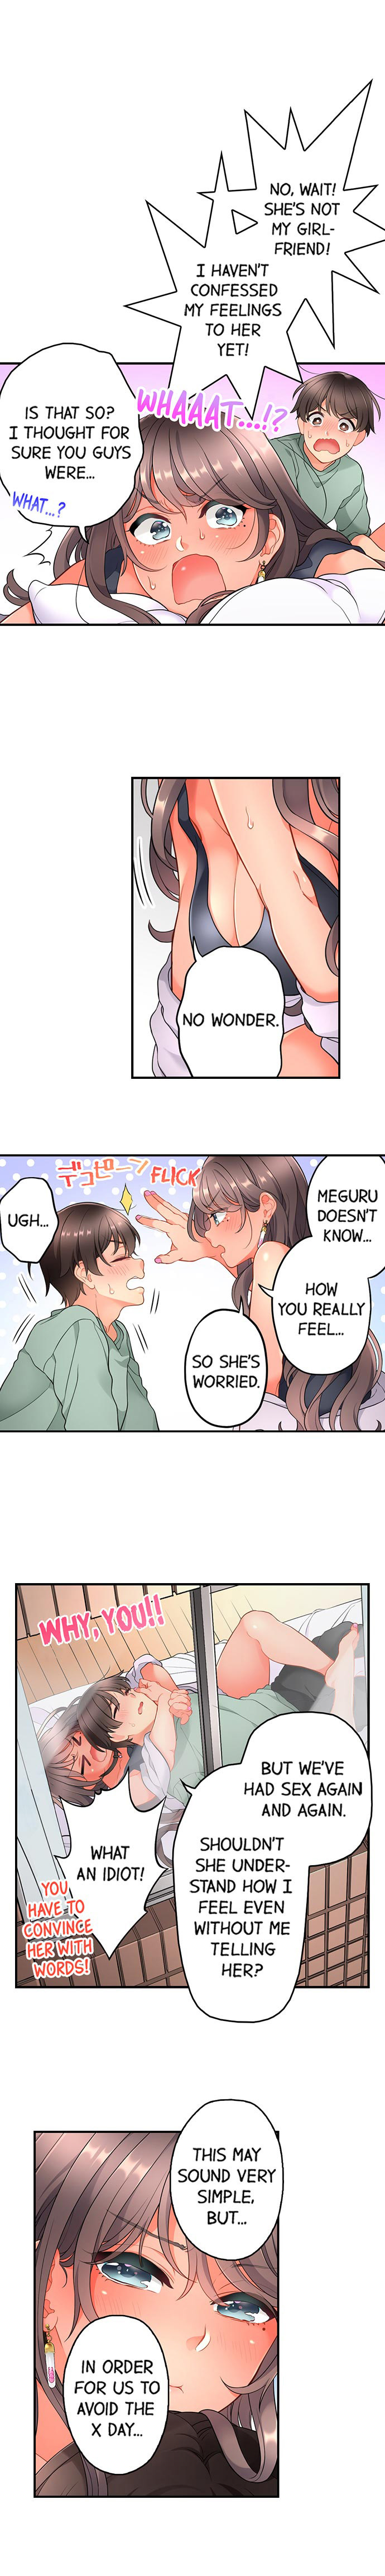 NO, WAIT!
SHE'S NOT
MY GIRL-
FRIEND!
I HAVEN'T
CONFESSED
MY FEELINGS
TO HER
YET!
WHAAAT...!?
IS THAT SO?
I THOUGHT FOR
SURE YOU GUYS
WERE...
WHAT...?
NO WONDER.
デコピーン FLICK
MEGURU
DOESN'T
KNOW...
UGH...
HOW
YOU REALLY
FEEL...
SO SHE'S
WORRIED.
WHY, YOU!!
BUT WE'VE
HAD SEX AGAIN
AND AGAIN.
SHOULDN'T
SHE UNDER-
STAND HOW I
FEEL EVEN
WITHOUT ME
TELLING
HER?
WHAT
AN IDIOT!
YOU
HAVE TO
CONVINCE
HER WITH
WORDS!
THIS MAY
SOUND VERY
SIMPLE,
BUT...
IN ORDER
FOR US TO
AVOID THE
X DAY...